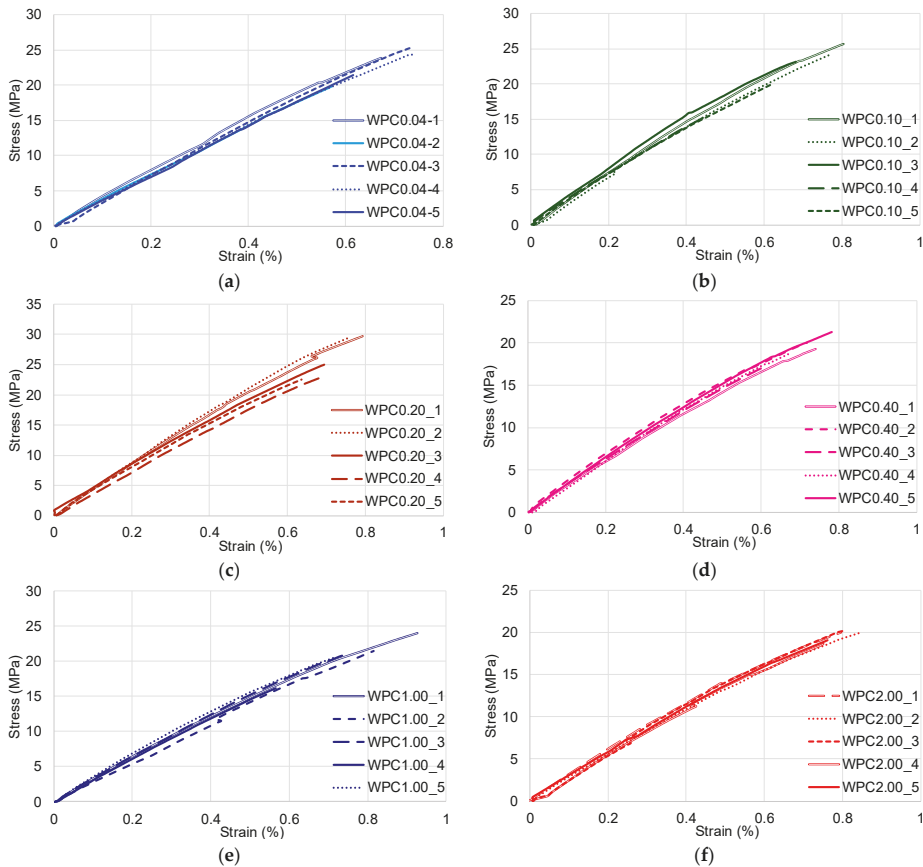 30
25
20
15
10
5
0
Stress (MPa)
WPC0.04-1
WPC0.04-2
WPC0.04-3
WPC0.04-4
WPC0.04-5
0
0.2
0.4
0.6
0.8
1
Strain (%)
(a)
30
25
20
15
10
5
0
Stress (MPa)
WPC0.10_1
WPC0.10_2
WPC0.10_3
WPC0.10_4
WPC0.10_5
0
0.2
0.4
0.6
0.8
1
Strain (%)
(b)
35
30
25
20
15
10
5
0
Stress (MPa)
WPC0.20_1
WPC0.20_2
WPC0.20_3
WPC0.20_4
WPC0.20_5
0
0.2
0.4
0.6
0.8
1
Strain (%)
(c)
25
20
15
10
5
0
Stress (MPa)
WPC0.40_1
WPC0.40_2
WPC0.40_3
WPC0.40_4
WPC0.40_5
0
0.2
0.4
0.6
0.8
1
Strain (%)
(d)
30
25
20
15
10
5
0
Stress (MPa)
WPC1.00_1
WPC1.00_2
WPC1.00_3
WPC1.00_4
WPC1.00_5
0
0.2
0.4
0.6
0.8
1
Strain (%)
(e)
25
20
15
10
5
0
Stress (MPa)
WPC2.00_1
WPC2.00_2
WPC2.00_3
WPC2.00_4
WPC2.00_5
0
0.2
0.4
0.6
0.8
1
Strain (%)
(f)